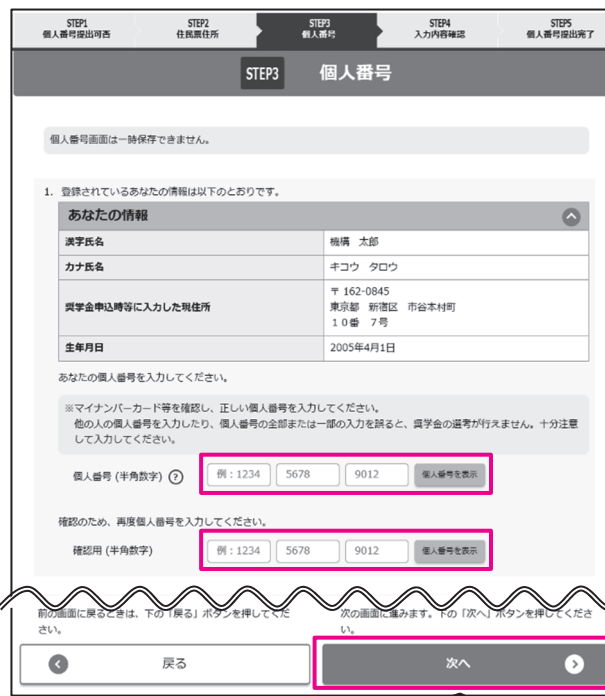 STEP1
個人番号提出可否
STEP2
住民票住所
STEP3
個人番号
STEP4
入力内容確認
STEP5
個人番号提出完了
STEP3 個人番号
個人番号画面は一時保存できません。
1. 登録されているあなたの情報は以下のとおりです。
あなたの情報
漢字氏名 機構 太郎
カナ氏名 キコウ タロウ
奨学金申込時等に入力した現住所
〒 162-0845
東京都 新宿区 市谷本村町
１０番 ７号
生年月日 2005年4月1日
あなたの個人番号を入力してください。
※マイナンバーカード等を確認し、正しい個人番号を入力してください。
他の人の個人番号を入力したり、個人番号の全部または一部の入力を誤ると、奨学金の選考が行えません。十分注意
して入力してください。
個人番号 (半角数字) ? 例：1234 5678 9012 個人番号を表示
確認のため、再度個人番号を入力してください。
確認用 (半角数字) 例：1234 5678 9012 個人番号を表示
前の画面に戻るときは、下の「戻る」ボタンを押してくだ
さい。
次の画面に進みます。下の「次へ」ボタンを押してくださ
い。
戻る
次へ